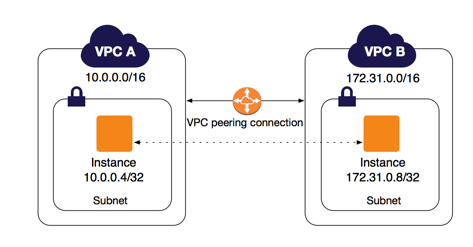 VPC A
10.0.0.0/16
VPC B
172.31.0.0/16
VPC peering connection
Instance
10.0.0.4/32
Subnet
Instance
172.31.0.8/32
Subnet